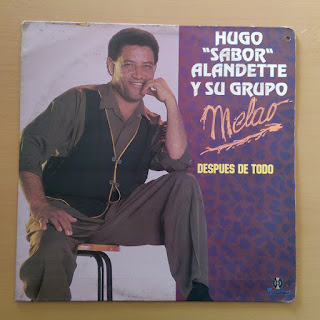 HUGO
"SABOR"
ALANDETTE
Y SU GRUPO
Melao
DESPUES DE TODO